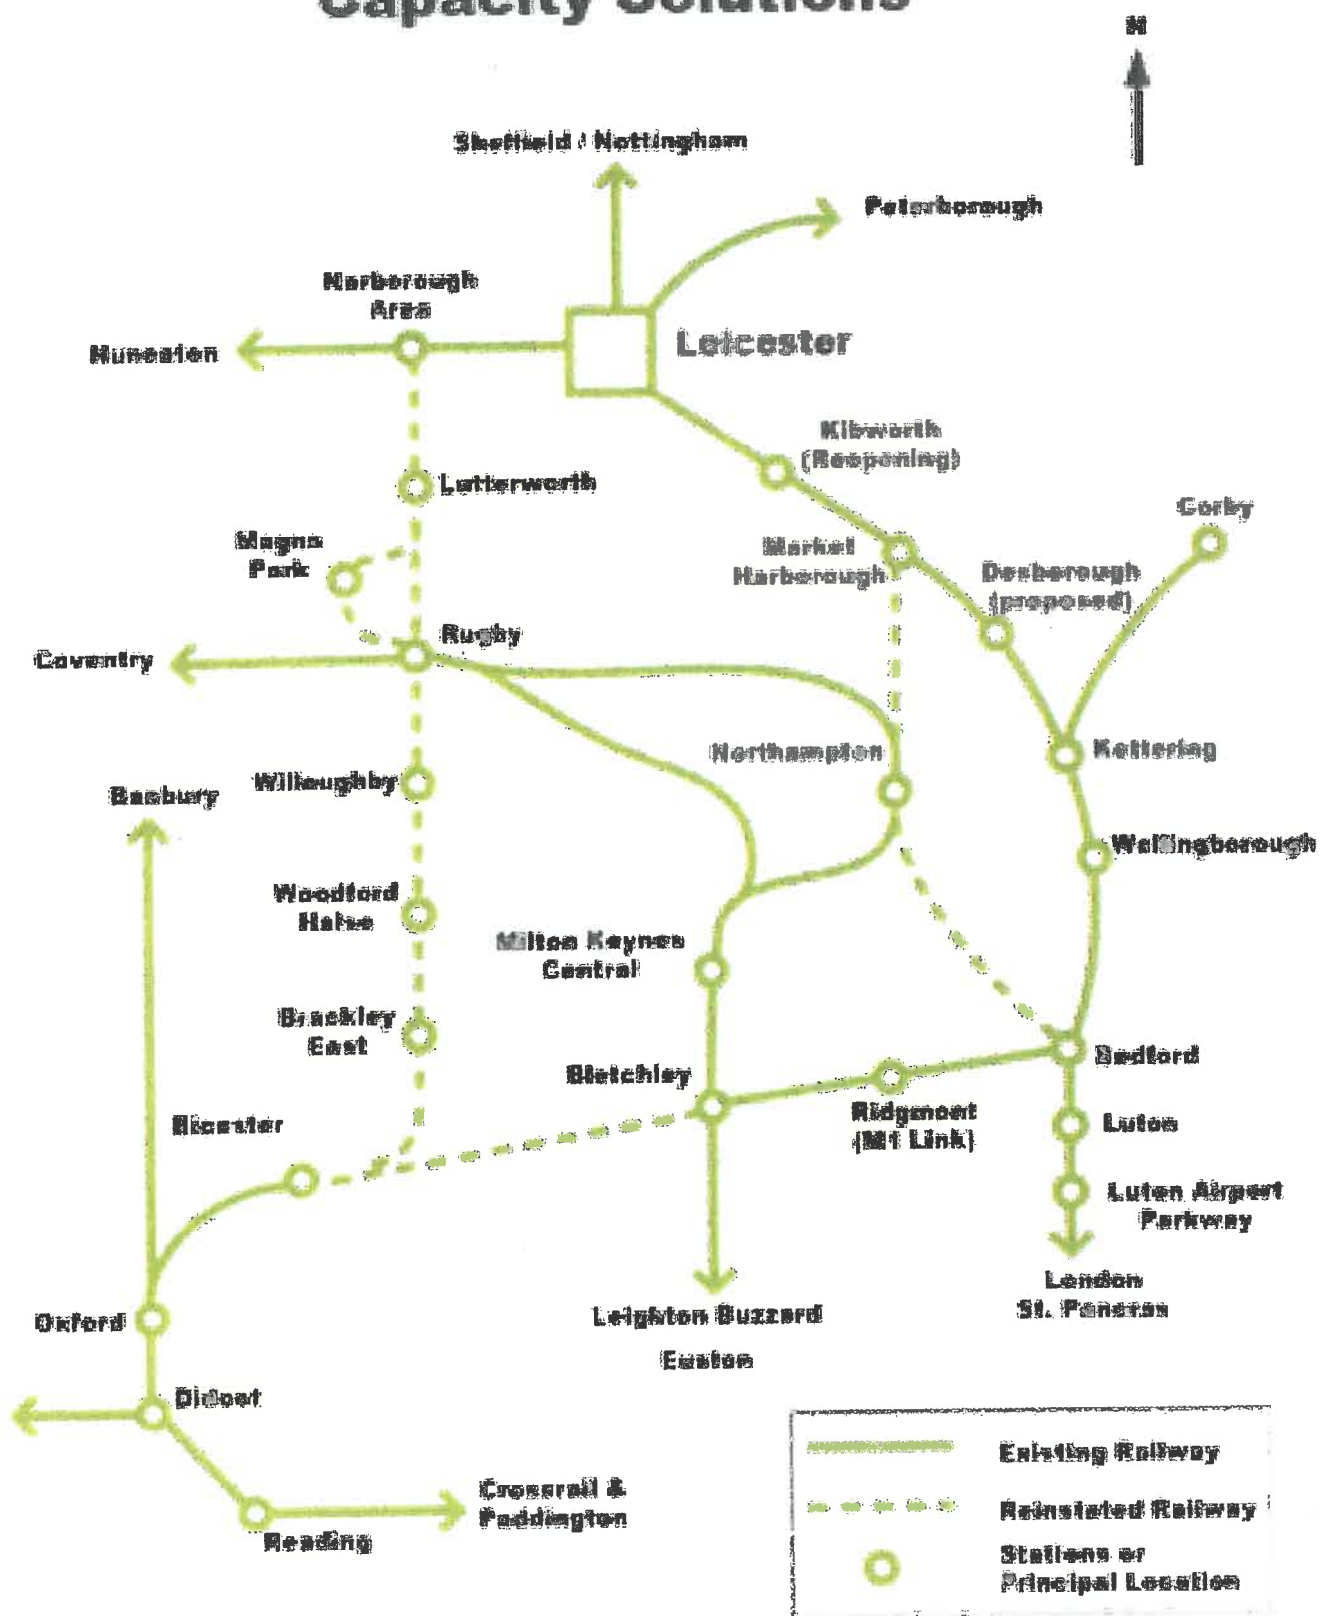 Capacity Solutions
N
Sheffield / Nottingham
Peterborough
Narborough
Area
Nuneaton
Leicester
Kibworth
(Reopening)
Lutterworth
Corby
Magna
Park
Market
Harborough
Desborough
(proposed)
Rugby
Coventry
Northampton
Kettering
Willoughby
Banbury
Wellingborough
Woodford
Halse
Milton Keynes
Central
Brackley
East
Bedford
Bletchley
Ridgmont
(M1 Link)
Bicester
Luton
Luton Airport
Parkway
London
St. Pancras
Oxford
Leighton Buzzard
Euston
Didcot
Existing Railway
Crossrail &
Paddington
Reinstated Railway
Reading
Stations or
Principal Location